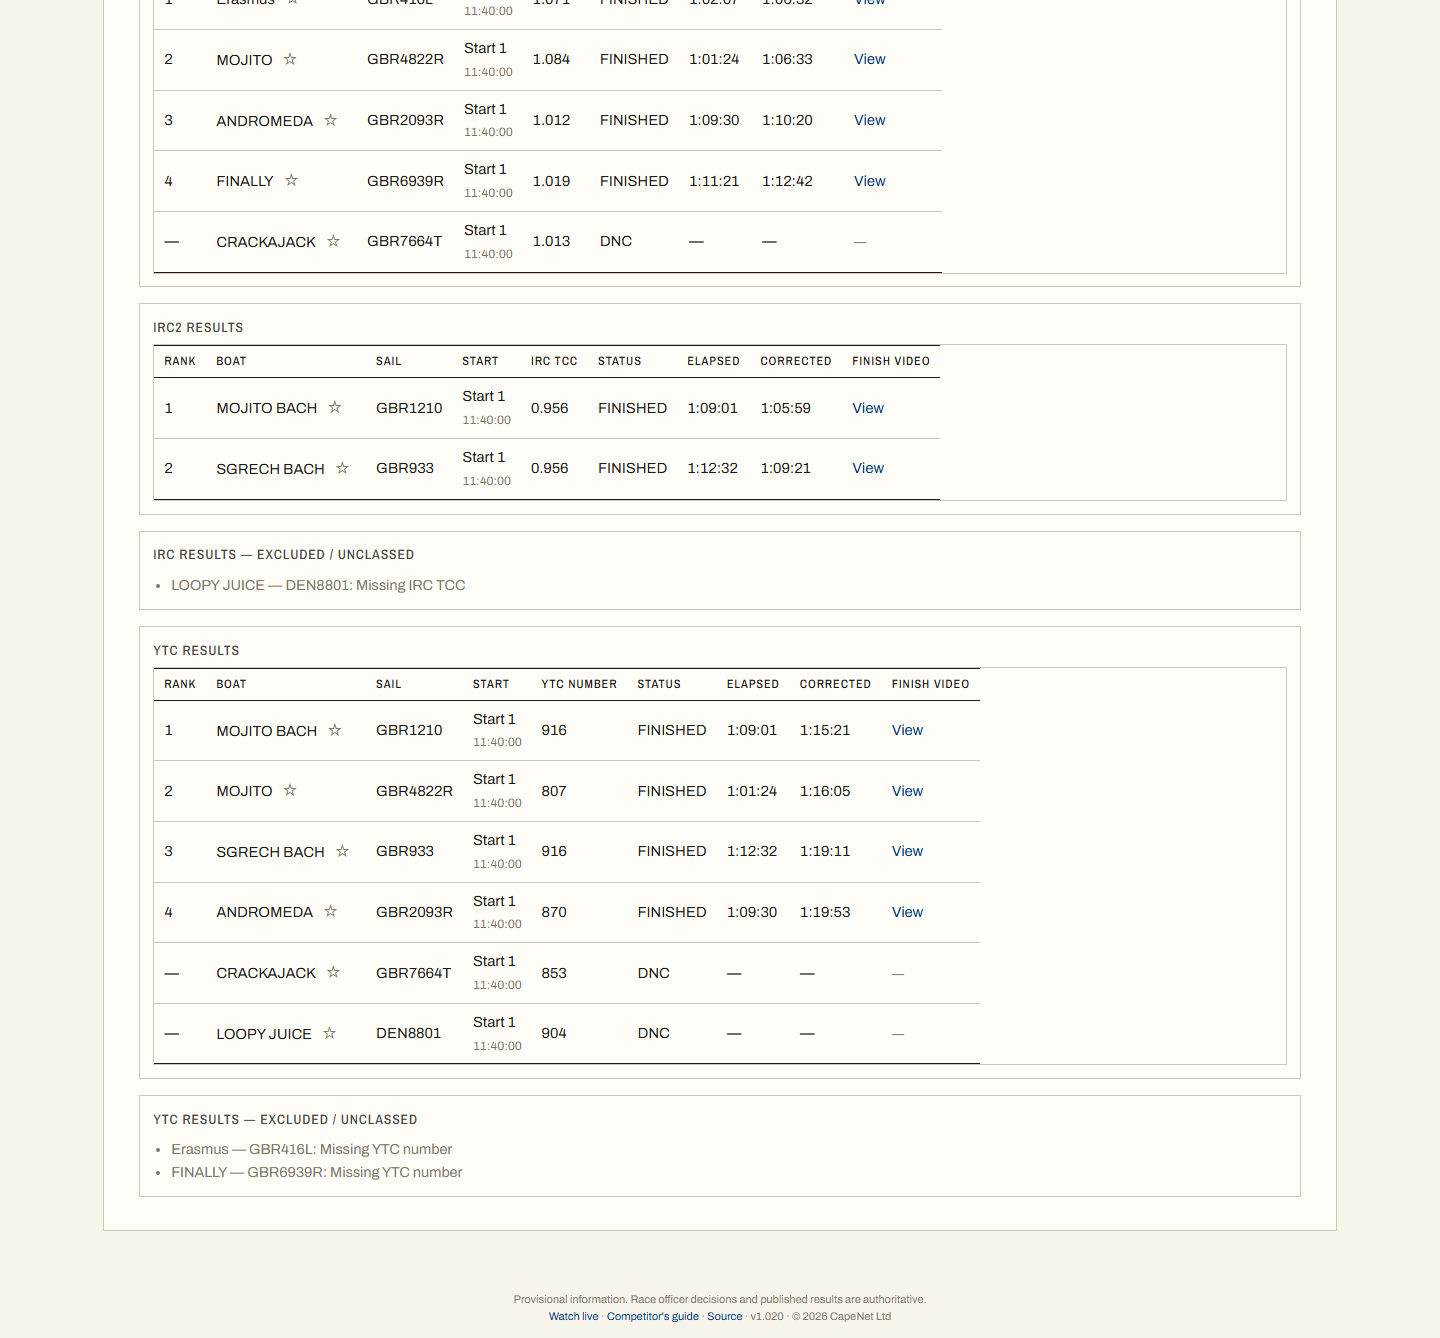 1 Erasmus ☆ GBR416L 11:40:00 1.071 FINISHED 1:02:07 1:06:32 View
2 MOJITO ☆ GBR4822R Start 1 11:40:00 1.084 FINISHED 1:01:24 1:06:33 View
3 ANDROMEDA ☆ GBR2093R Start 1 11:40:00 1.012 FINISHED 1:09:30 1:10:20 View
4 FINALLY ☆ GBR6939R Start 1 11:40:00 1.019 FINISHED 1:11:21 1:12:42 View
— CRACKAJACK ☆ GBR7664T Start 1 11:40:00 1.013 DNC — — —
IRC2 RESULTS
RANK BOAT SAIL START IRC TCC STATUS ELAPSED CORRECTED FINISH VIDEO
1 MOJITO BACH ☆ GBR1210 Start 1 11:40:00 0.956 FINISHED 1:09:01 1:05:59 View
2 SGRECH BACH ☆ GBR933 Start 1 11:40:00 0.956 FINISHED 1:12:32 1:09:21 View
IRC RESULTS — EXCLUDED / UNCLASSED
• LOOPY JUICE — DEN8801: Missing IRC TCC
YTC RESULTS
RANK BOAT SAIL START YTC NUMBER STATUS ELAPSED CORRECTED FINISH VIDEO
1 MOJITO BACH ☆ GBR1210 Start 1 11:40:00 916 FINISHED 1:09:01 1:15:21 View
2 MOJITO ☆ GBR4822R Start 1 11:40:00 807 FINISHED 1:01:24 1:16:05 View
3 SGRECH BACH ☆ GBR933 Start 1 11:40:00 916 FINISHED 1:12:32 1:19:11 View
4 ANDROMEDA ☆ GBR2093R Start 1 11:40:00 870 FINISHED 1:09:30 1:19:53 View
— CRACKAJACK ☆ GBR7664T Start 1 11:40:00 853 DNC — — —
— LOOPY JUICE ☆ DEN8801 Start 1 11:40:00 904 DNC — — —
YTC RESULTS — EXCLUDED / UNCLASSED
• Erasmus — GBR416L: Missing YTC number
• FINALLY — GBR6939R: Missing YTC number
Provisional information. Race officer decisions and published results are authoritative.
Watch live · Competitor's guide · Source · v1.020 · © 2026 CapeNet Ltd